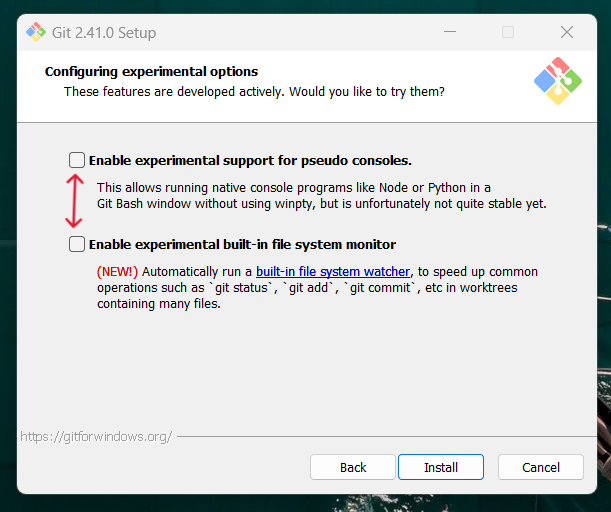 Git 2.41.0 Setup
Configuring experimental options
These features are developed actively. Would you like to try them?
Enable experimental support for pseudo consoles.
This allows running native console programs like Node or Python in a
Git Bash window without using winpty, but is unfortunately not quite stable yet.
Enable experimental built-in file system monitor
(NEW!) Automatically run a built-in file system watcher, to speed up common
operations such as `git status`, `git add`, `git commit`, etc in worktrees
containing many files.
https://gitforwindows.org/
Back Install Cancel